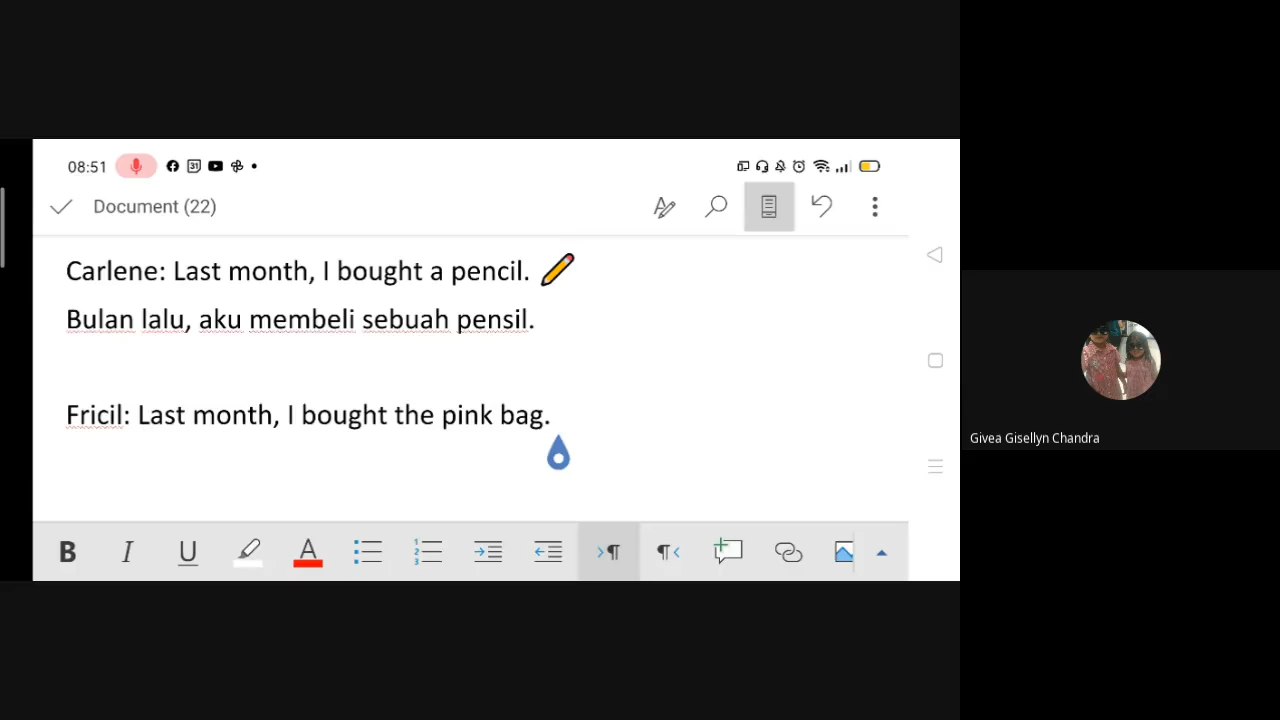 08:51
Document (22)
Carlene: Last month, I bought a pencil.
Bulan lalu, aku membeli sebuah pensil.
Fricil: Last month, I bought the pink bag.
B I U A
Givea Gisellyn Chandra